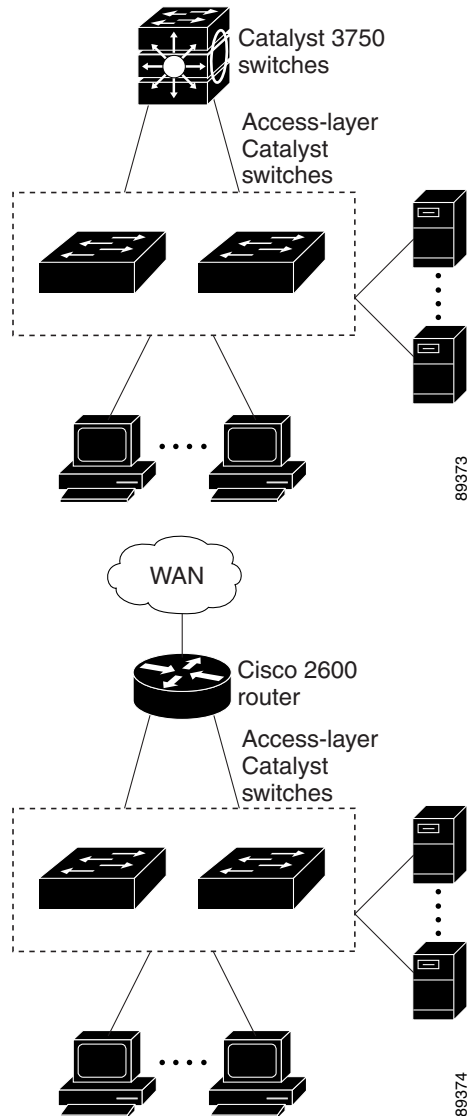 Catalyst 3750
switches
Access-layer
Catalyst
switches
89373
WAN
Cisco 2600
router
Access-layer
Catalyst
switches
89374